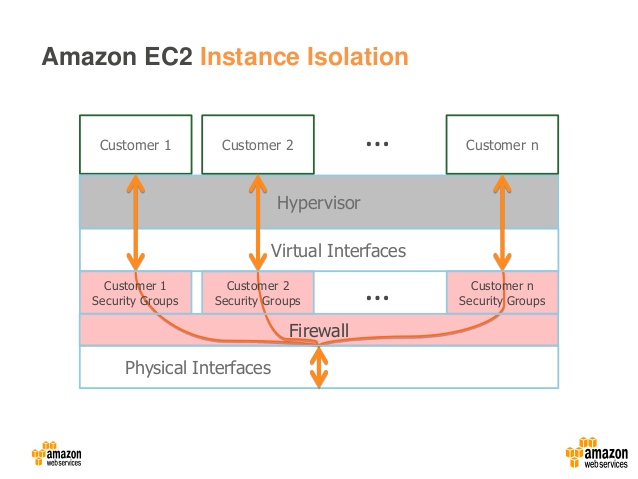 Amazon EC2 Instance Isolation
Customer 1
Customer 2
...
Customer n
Hypervisor
Virtual Interfaces
Customer 1
Security Groups
Customer 2
Security Groups
...
Customer n
Security Groups
Firewall
Physical Interfaces
amazon
webservices
amazon
webservices